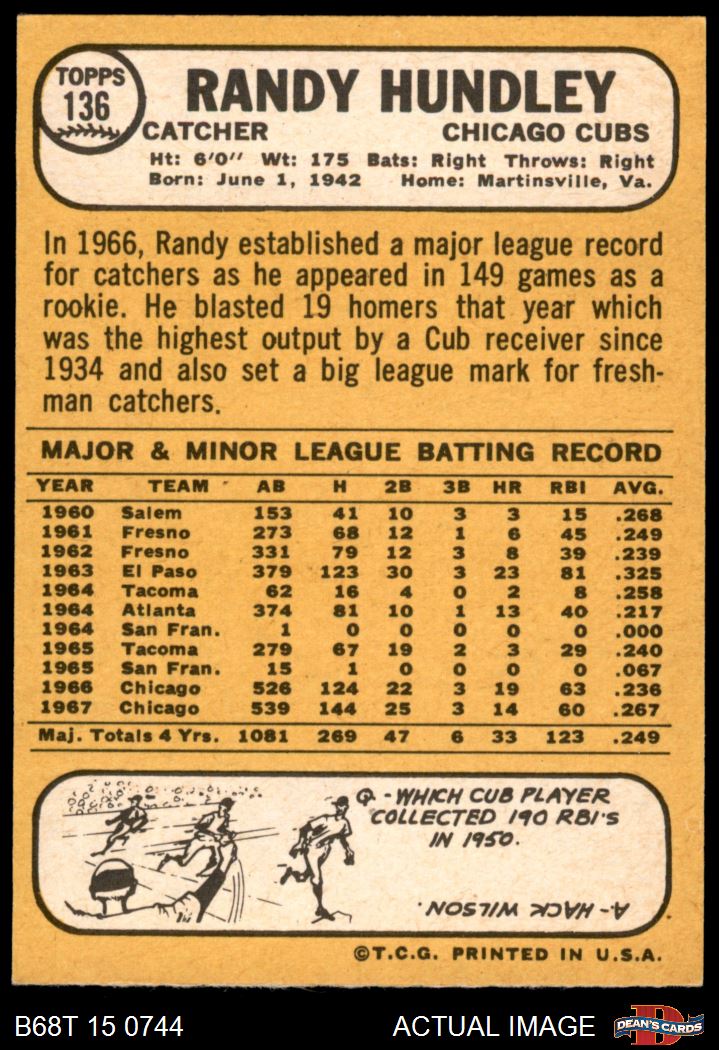 TOPPS
136
RANDY HUNDLEY
CATCHER CHICAGO CUBS
Ht: 6'0" Wt: 175 Bats: Right Throws: Right
Born: June 1, 1942 Home: Martinsville, Va.
In 1966, Randy established a major league record
for catchers as he appeared in 149 games as a
rookie. He blasted 19 homers that year which
was the highest output by a Cub receiver since
1934 and also set a big league mark for fresh-
man catchers.
MAJOR & MINOR LEAGUE BATTING RECORD
YEAR TEAM AB H 2B 3B HR RBI AVG.
1960 Salem 153 41 10 3 3 15 .268
1961 Fresno 273 68 12 1 6 45 .249
1962 Fresno 331 79 12 3 8 39 .239
1963 El Paso 379 123 30 3 23 81 .325
1964 Tacoma 62 16 4 0 2 8 .258
1964 Atlanta 374 81 10 1 13 40 .217
1964 San Fran. 1 0 0 0 0 0 .000
1965 Tacoma 279 67 19 2 3 29 .240
1965 San Fran. 15 1 0 0 0 0 .067
1966 Chicago 526 124 22 3 19 63 .236
1967 Chicago 539 144 25 3 14 60 .267
Maj. Totals 4 Yrs. 1081 269 47 6 33 123 .249
Q - WHICH CUB PLAYER
COLLECTED 190 RBI'S
IN 1950.
A - HACK WILSON.
©T.C.G. PRINTED IN U.S.A.
B68T 15 0744 ACTUAL IMAGE
D
DEAN'S CARDS